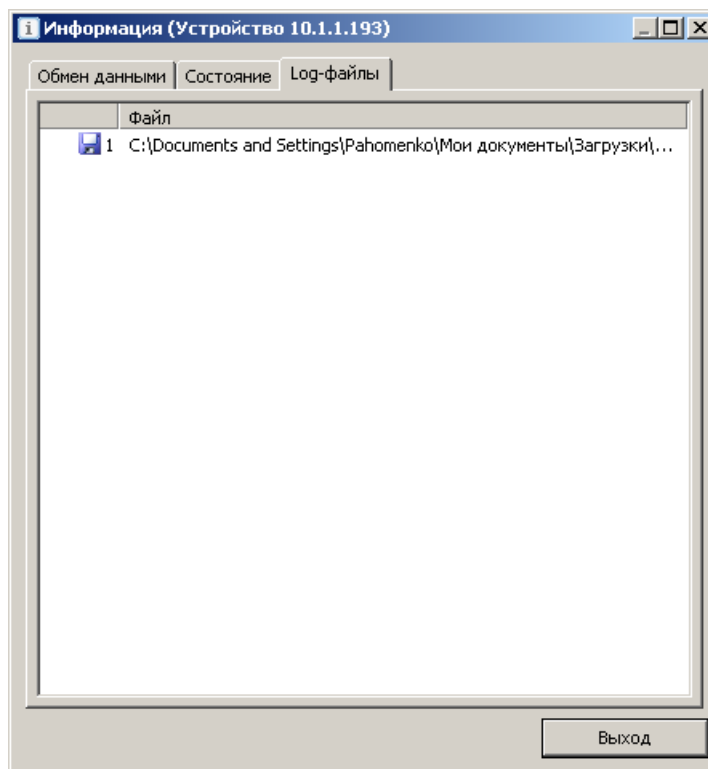 Информация (Устройство 10.1.1.193)
Обмен данными Состояние Log-файлы
Файл
1 C:\Documents and Settings\Pahomenko\Мои документы\Загрузки\...
Выход